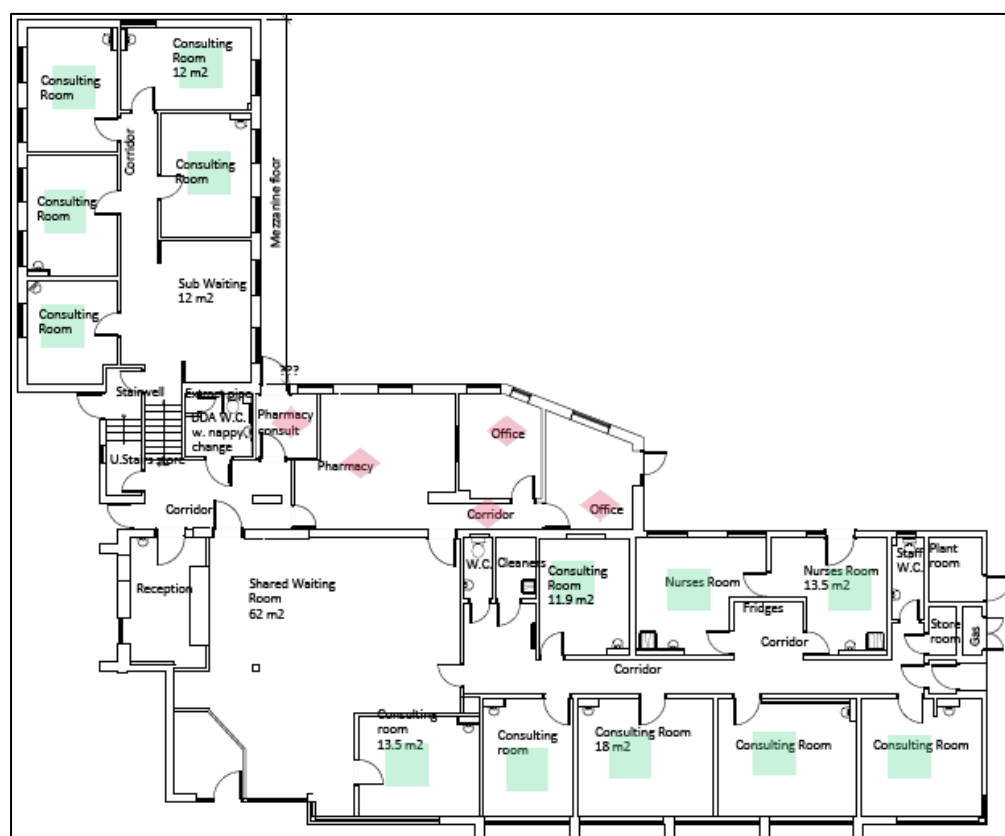 Consulting
Room
12 m2
Consulting
Room
Corridor
Consulting
Room
Mezzanine floor
Consulting
Room
Sub Waiting
12 m2
Consulting
Room
???
Stairwell
Extract pipe
DDA W.C.
w. nappy
change
Pharmacy
consult
Office
U.Stairs store
Pharmacy
Corridor
Corridor
Office
Reception
Shared Waiting
Room
62 m2
W.C.
Cleaners
Consulting
Room
11.9 m2
Nurses Room
Nurses Room
13.5 m2
Staff
W.C.
Plant
room
Fridges
Corridor
Store
room
Gas
Corridor
Consulting
room
13.5 m2
Consulting
room
Consulting Room
18 m2
Consulting Room
Consulting Room